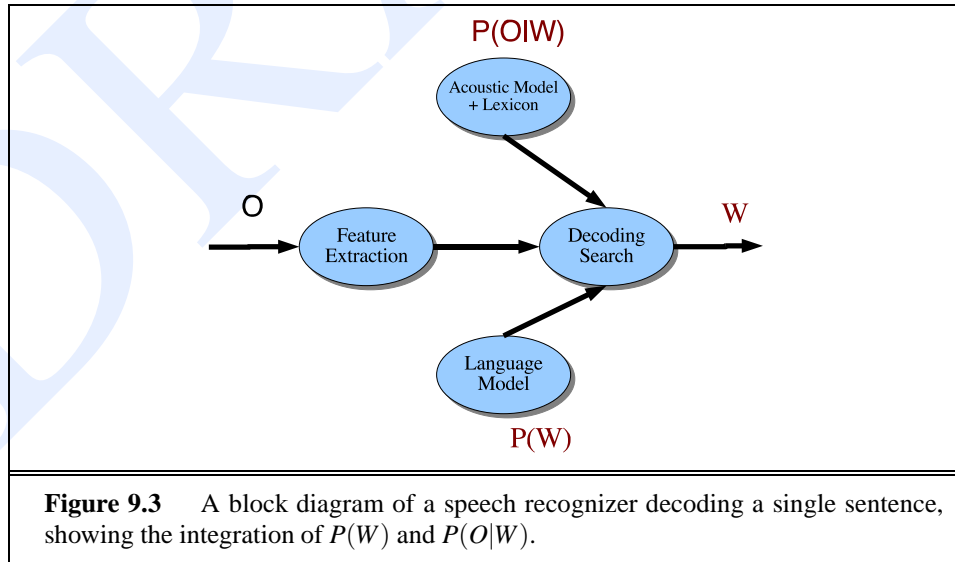 P(O|W)
Acoustic Model
+ Lexicon
O
W
Feature
Extraction
Decoding
Search
Language
Model
P(W)
Figure 9.3 A block diagram of a speech recognizer decoding a single sentence,
showing the integration of P(W) and P(O|W).